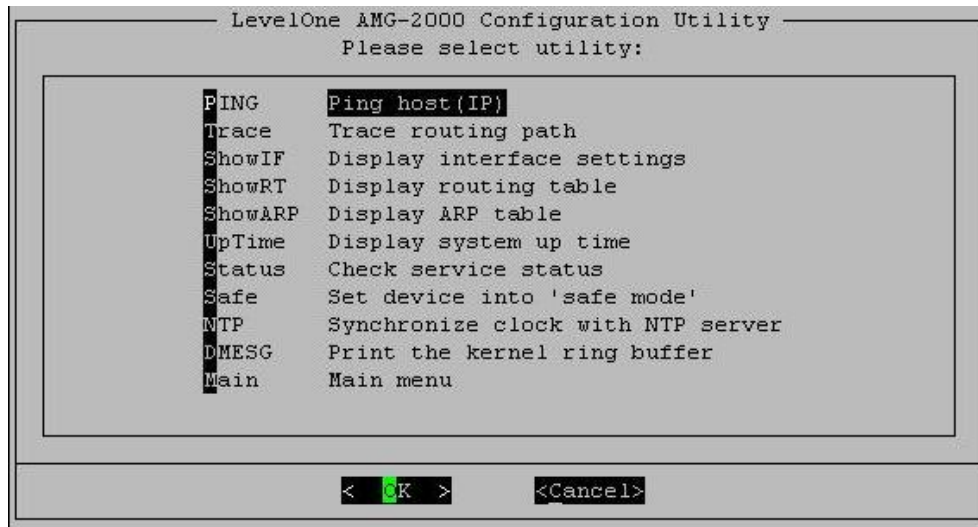 LevelOne AMG-2000 Configuration Utility
Please select utility:
PING Ping host(IP)
Trace Trace routing path
ShowIF Display interface settings
ShowRT Display routing table
ShowARP Display ARP table
UpTime Display system up time
Status Check service status
Safe Set device into 'safe mode'
NTP Synchronize clock with NTP server
DMESG Print the kernel ring buffer
Main Main menu
< OK > <Cancel>